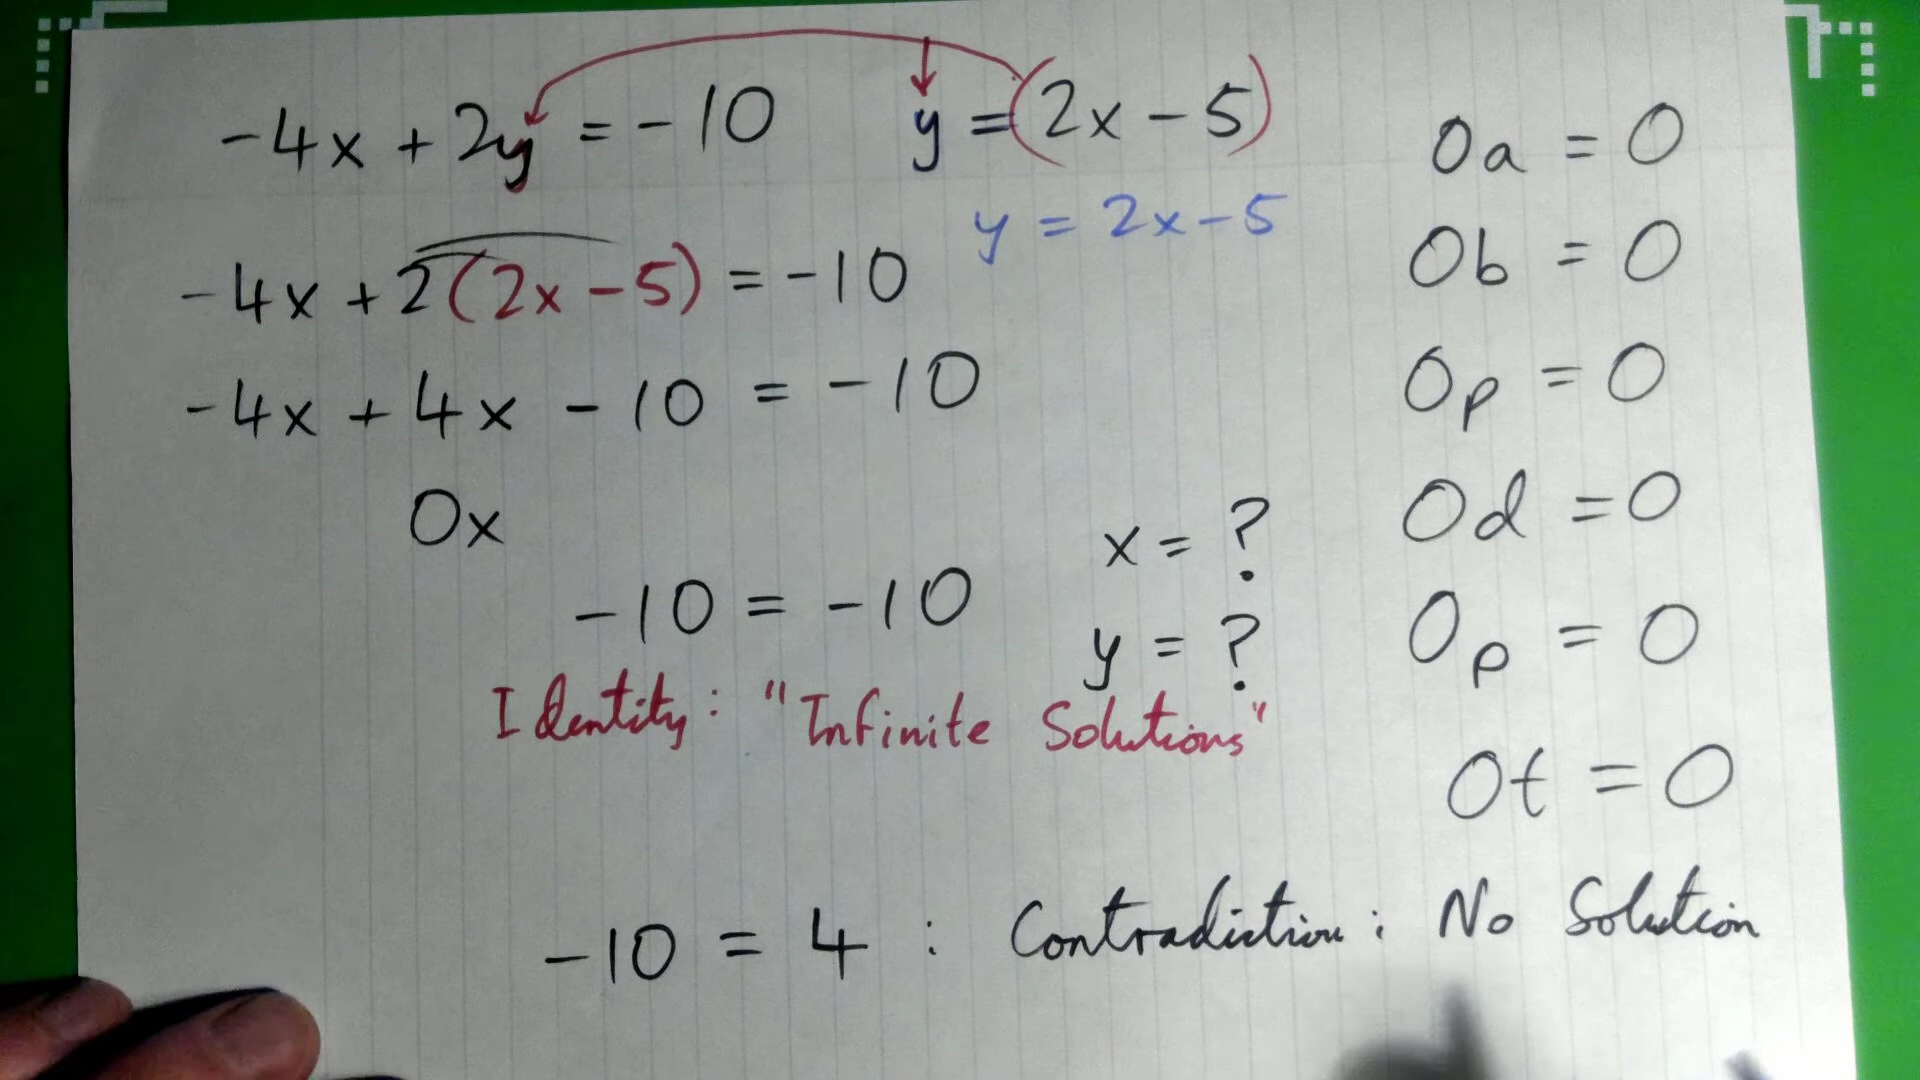 -4x + 2y = -10
y = (2x - 5)
y = 2x - 5
-4x + 2(2x - 5) = -10
-4x + 4x - 10 = -10
0x
-10 = -10
x = ?
y = ?
Identity: "Infinite Solutions"
-10 = 4 : Contradiction: No Solution
0a = 0
0b = 0
0p = 0
0d = 0
0p = 0
0t = 0